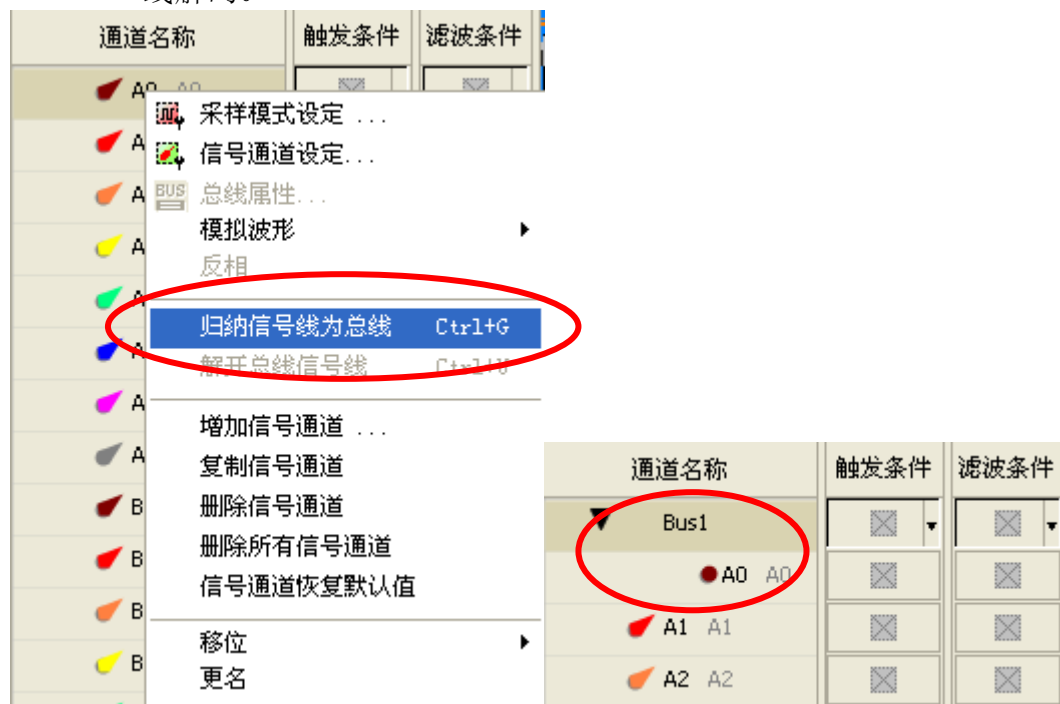 通道名称 触发条件 滤波条件
A0 A0
采样模式设定 ...
A
信号通道设定...
A
BUS 总线属性...
A
模拟波形
反相
A
归纳信号线为总线 Ctrl+G
A
解开总线信号线
A
增加信号通道 ...
A
复制信号通道
B
删除信号通道
删除所有信号通道
B
信号通道恢复默认值
B
移位
B
更名
通道名称 触发条件 滤波条件
Bus1
A0 A0
A1 A1
A2 A2